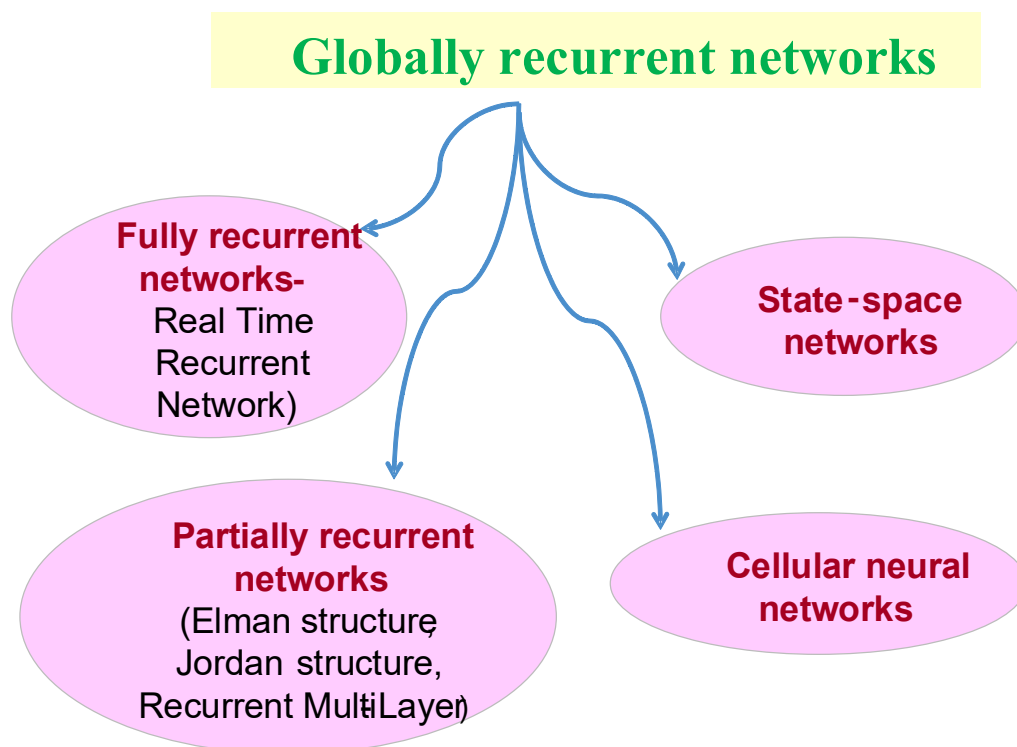 Globally recurrent networks
Fully recurrent
networks-
Real Time
Recurrent
Network)
State-space
networks
Partially recurrent
networks
(Elman structure,
Jordan structure,
Recurrent Multi-Layer)
Cellular neural
networks